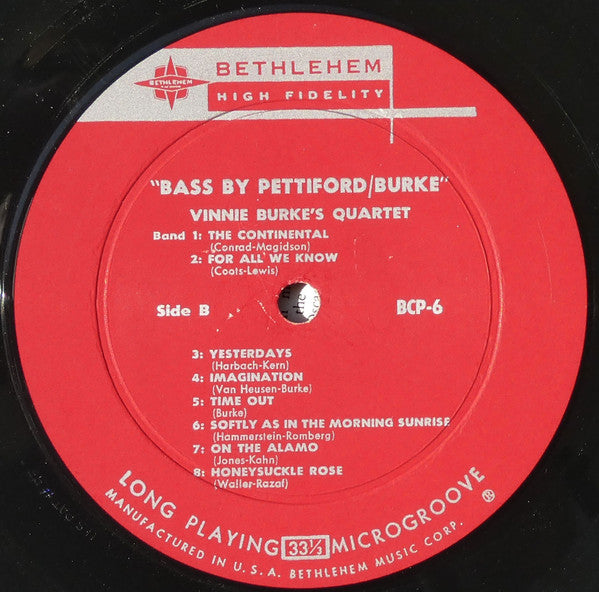 BETHLEHEM
BETHLEHEM
HIGH FIDELITY
"BASS BY PETTIFORD/BURKE"
VINNIE BURKE'S QUARTET
Band 1: THE CONTINENTAL
(Conrad-Magidson)
2: FOR ALL WE KNOW
(Coots-Lewis)
Side B
BCP-6
the
3: YESTERDAYS
(Harbach-Kern)
4: IMAGINATION
(Van Heusen-Burke)
5: TIME OUT
(Burke)
6: SOFTLY AS IN THE MORNING SUNRISE
(Hammerstein-Romberg)
7: ON THE ALAMO
(Jones-Kahn)
8: HONEYSUCKLE ROSE
(Waller-Razaf)
LONG PLAYING 33⅓ MICROGROOVE ®
MANUFACTURED IN U.S.A. BETHLEHEM MUSIC CORP.